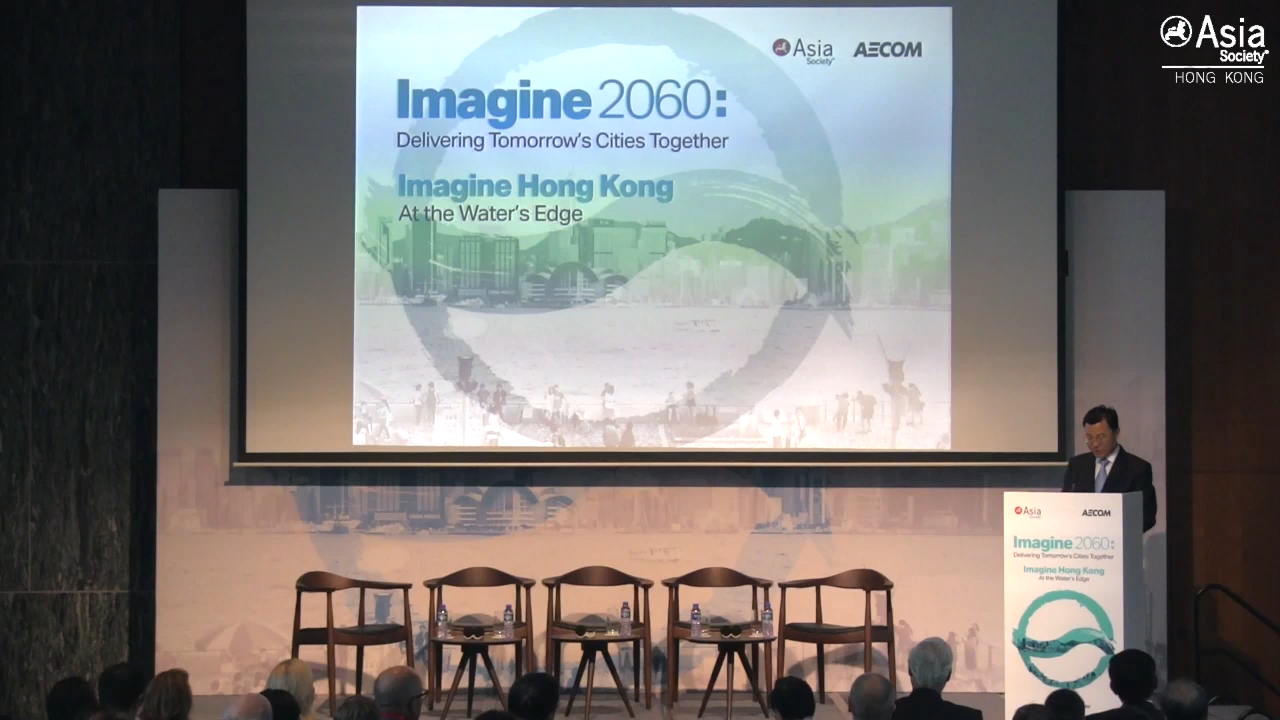 Asia
Society
HONG KONG
Asia
Society
AECOM
Imagine 2060:
Delivering Tomorrow's Cities Together
Imagine Hong Kong
At the Water's Edge
Asia
Society
AECOM
Imagine 2060:
Delivering Tomorrow's Cities Together
Imagine Hong Kong
At the Water's Edge